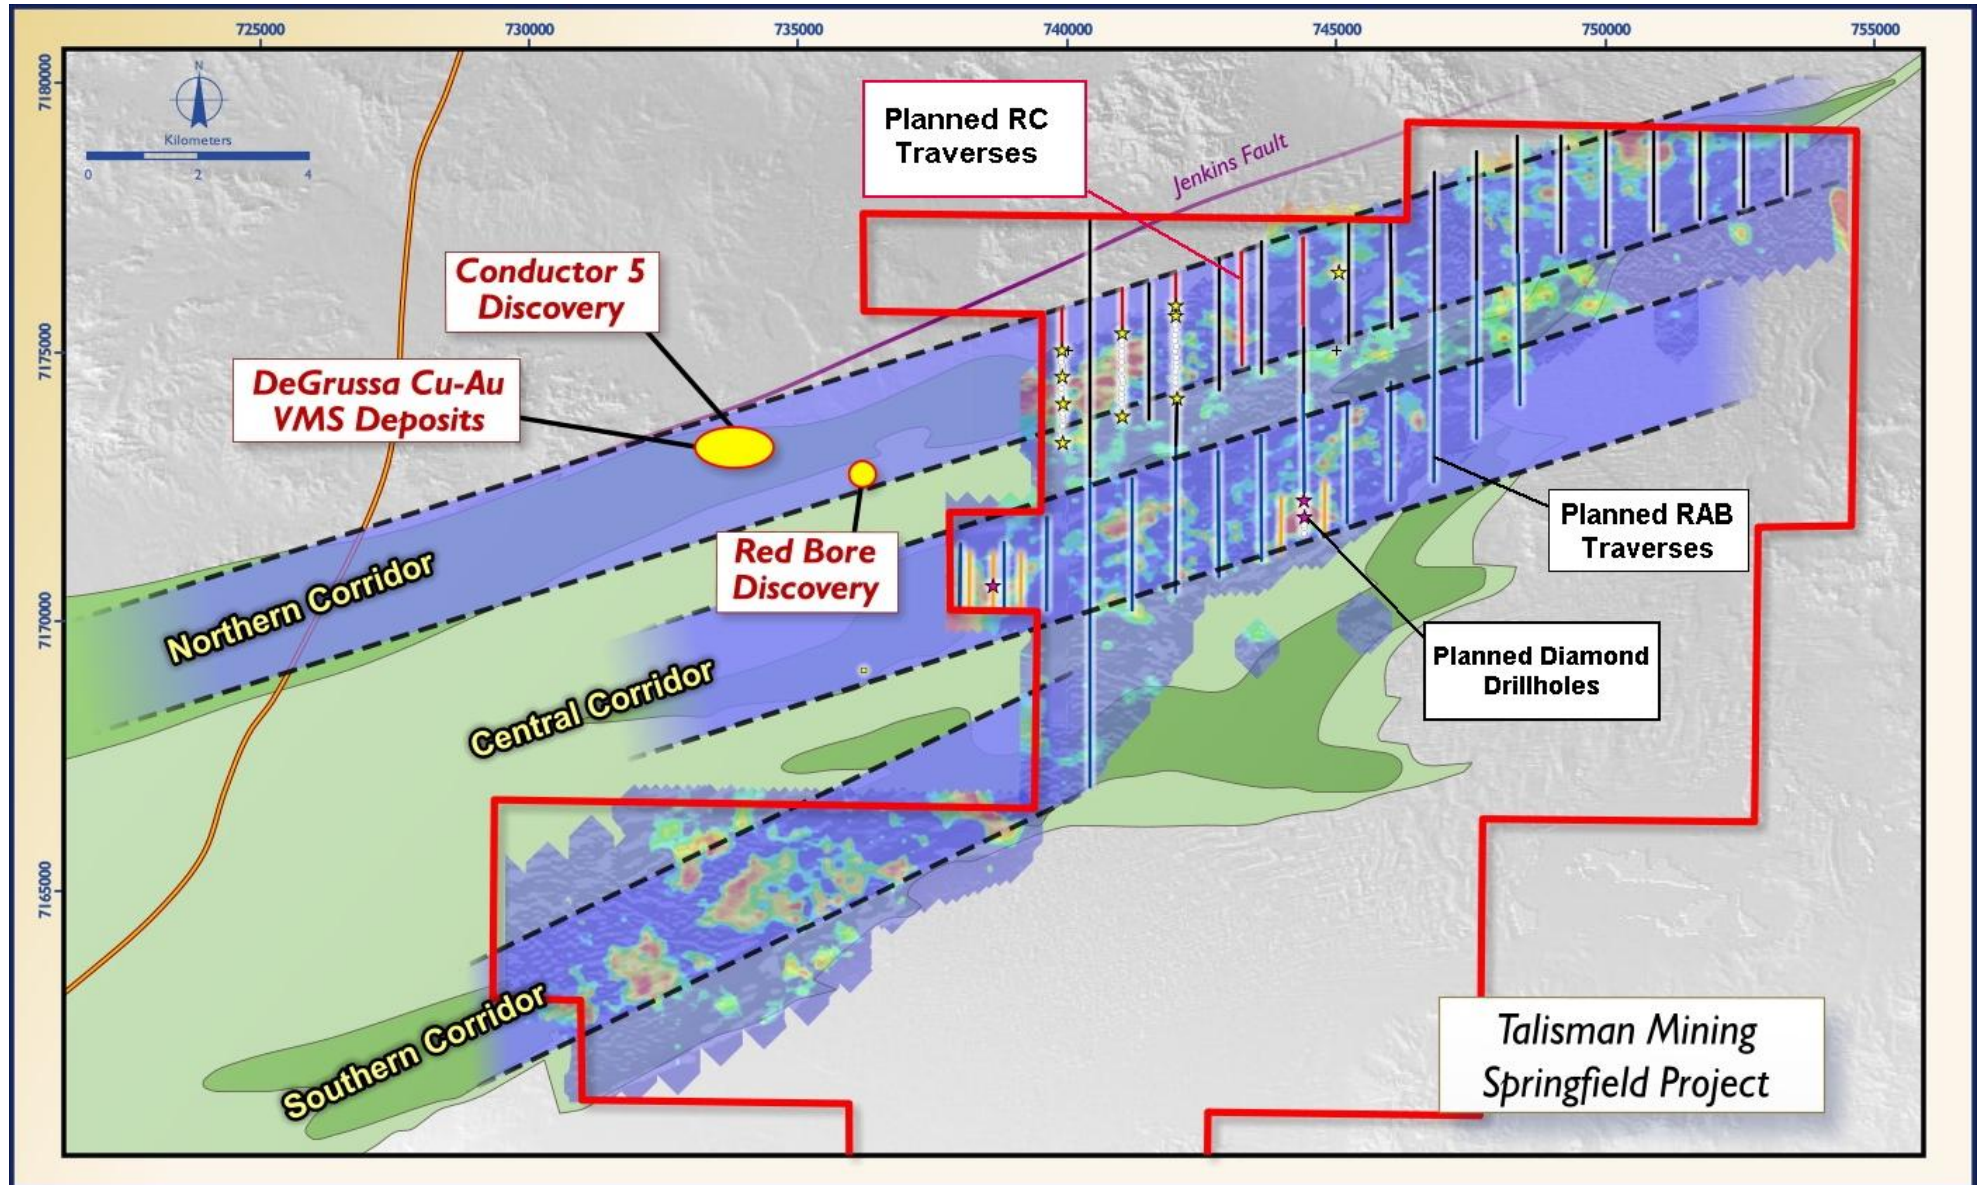 725000
730000
735000
740000
745000
750000
755000
7180000
7175000
7170000
7165000
N
Kilometers
0 2 4
Planned RC
Traverses
Jenkins Fault
Conductor 5
Discovery
DeGrussa Cu-Au
VMS Deposits
Red Bore
Discovery
Planned RAB
Traverses
Northern Corridor
Planned Diamond
Drillholes
Central Corridor
Southern Corridor
Talisman Mining
Springfield Project